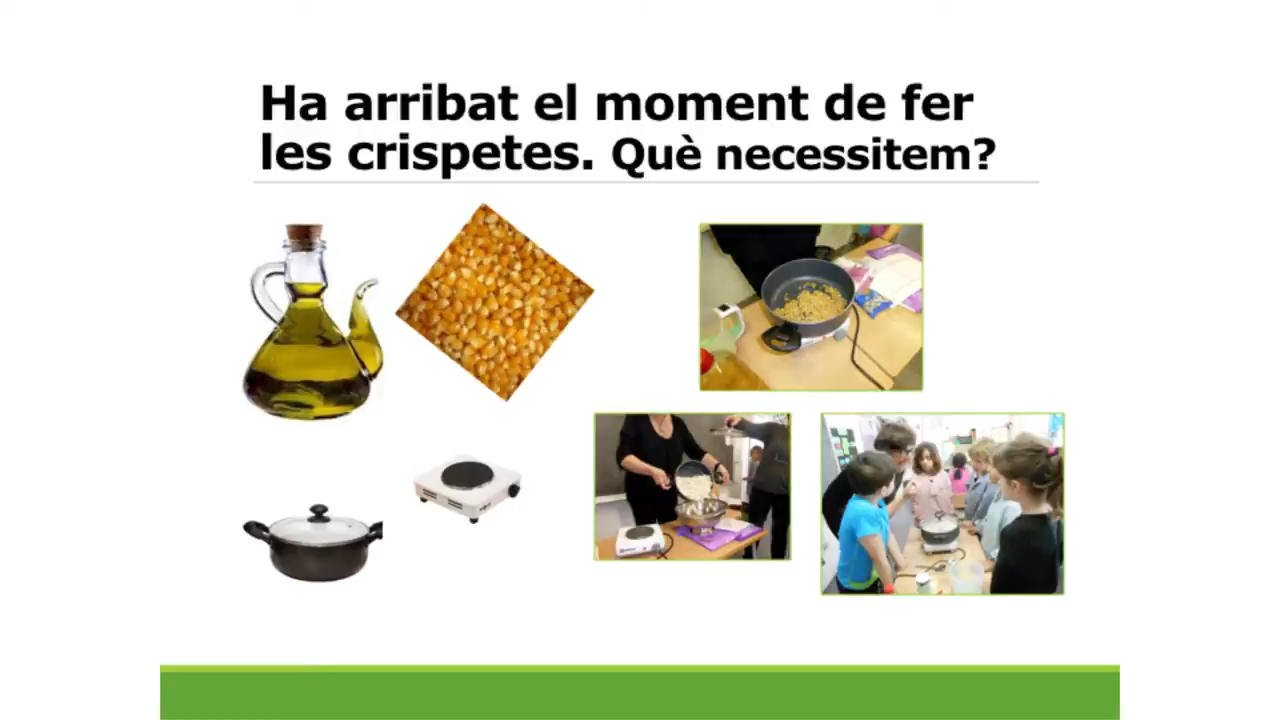 Ha arribat el moment de fer
les crispetes. Què necessitem?